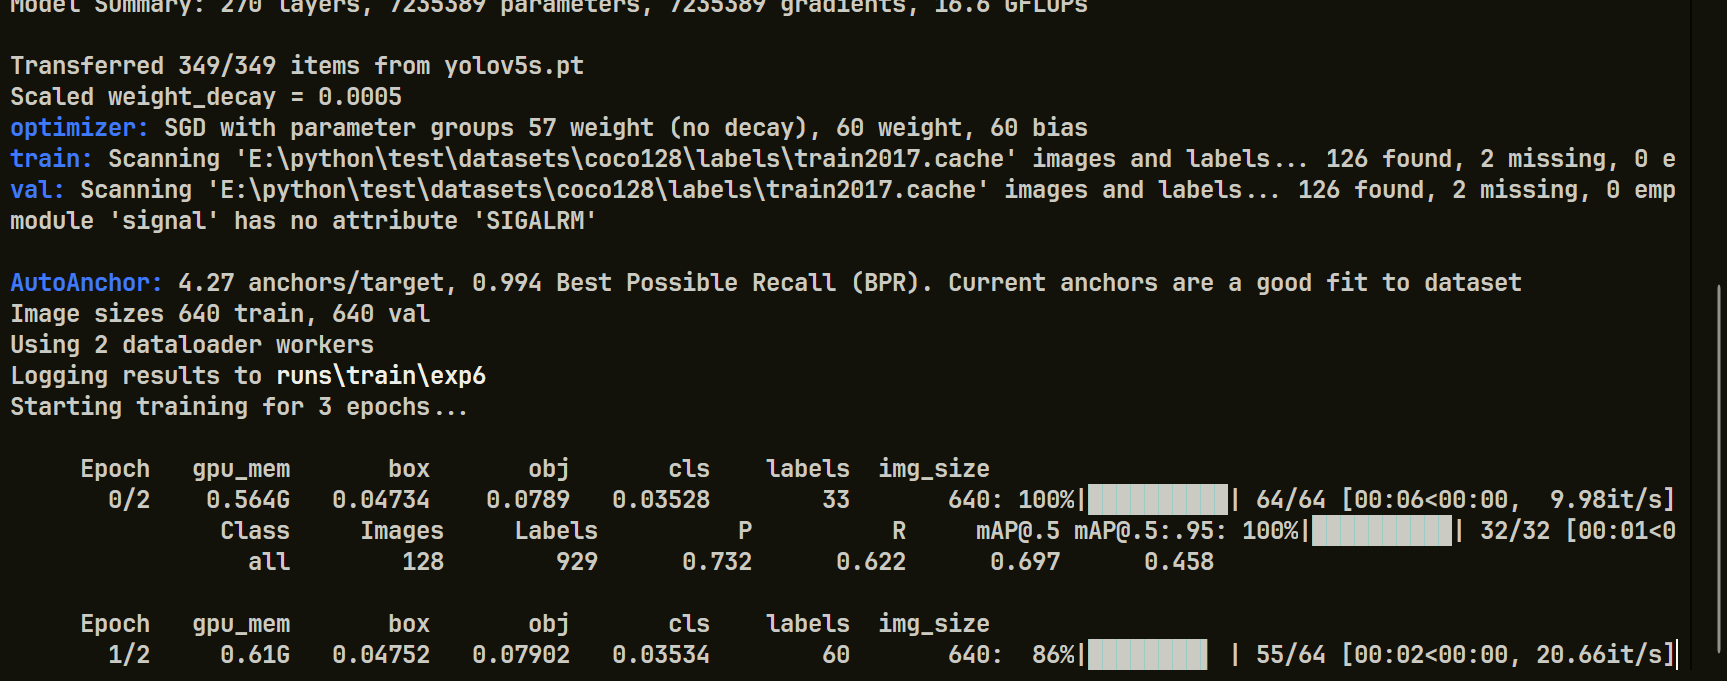 Model Summary: 270 layers, 7235389 parameters, 7235389 gradients, 16.6 GFLOPs
Transferred 349/349 items from yolov5s.pt
Scaled weight_decay = 0.0005
optimizer: SGD with parameter groups 57 weight (no decay), 60 weight, 60 bias
train: Scanning 'E:\python\test\datasets\coco128\labels\train2017.cache' images and labels... 126 found, 2 missing, 0 e
val: Scanning 'E:\python\test\datasets\coco128\labels\train2017.cache' images and labels... 126 found, 2 missing, 0 emp
module 'signal' has no attribute 'SIGALRM'
AutoAnchor: 4.27 anchors/target, 0.994 Best Possible Recall (BPR). Current anchors are a good fit to dataset
Image sizes 640 train, 640 val
Using 2 dataloader workers
Logging results to runs\train\exp6
Starting training for 3 epochs...
Epoch gpu_mem box obj cls labels img_size
0/2 0.564G 0.04734 0.0789 0.03528 33 640: 100%|██████████| 64/64 [00:06<00:00, 9.98it/s]
Class Images Labels P R mAP@.5 mAP@.5:.95: 100%|██████████| 32/32 [00:01<0
all 128 929 0.732 0.622 0.697 0.458
Epoch gpu_mem box obj cls labels img_size
1/2 0.61G 0.04752 0.07902 0.03534 60 640: 86%|████████▌ | 55/64 [00:02<00:00, 20.66it/s]